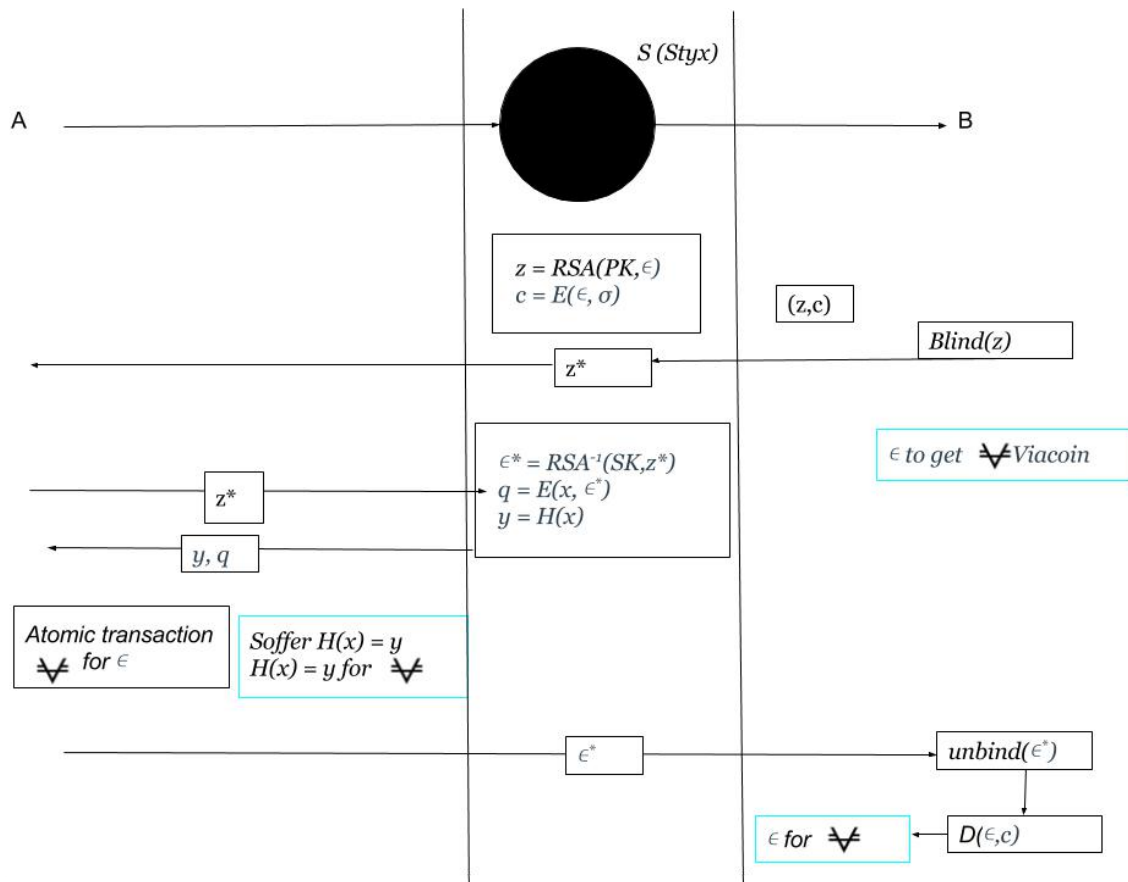 S (Styx)
A
B
z = RSA(PK,ϵ)
c = E(ϵ, σ)
(z,c)
Blind(z)
z*
ϵ* = RSA⁻¹(SK,z*)
q = E(x, ϵ*)
y = H(x)
ϵ to get Viacoin
z*
y, q
Atomic transaction
for ϵ
Soffer H(x) = y
H(x) = y for
ϵ*
unbind(ϵ*)
ϵ for
D(ϵ,c)